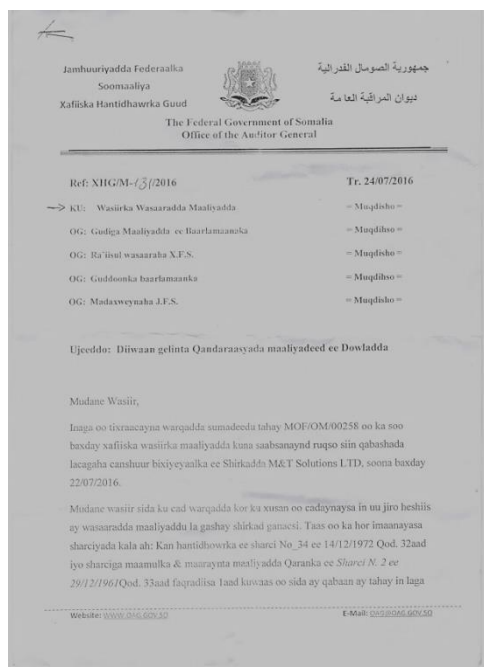 Jamhuuriyadda Federaalka
Soomaaliya
Xafiiska Hantidhawrka Guud
جمهورية الصومال الفدرالية
ديوان المراقبة العامة
The Federal Government of Somalia
Office of the Auditor General
Ref: XHG/M-131/2016 Tr. 24/07/2016
KU: Wasiirka Wasaaradda Maaliyadda = Muqdisho =
OG: Gudiga Maaliyadda ee Baarlamaanaka = Muqdihso =
OG: Ra'iisul wasaaraha X.F.S. = Muqdisho =
OG: Guddoonka baarlamaanka = Muqdihso =
OG: Madaxweynaha J.F.S. = Muqdisho =
Ujeeddo: Diiwaan gelinta Qandaraasyada maaliyadeed ee Dowladda
Mudane Wasiir,
Inaga oo tixraacayna warqadda sumadeeda tahay MOF/OM/00258 oo ka soo
baxday xafiiska wasiirka maaliyadda kuna saabsanaynd ruqso siin qabashada
lacagaha canshuur bixiyeyaalka ee Shirkadda M&T Solutions LTD, soona baxday
22/07/2016.
Mudane wasiir sida ku cad warqadda kor ku xusan oo cadaynaysa in uu jiro heshiis
ay wasaaradda maaliyaddu la gashay shirkad ganacsi. Taas oo ka hor imaanayasa
sharciyada kala ah: Kan hantidhowrka ee sharci No_34 ee 14/12/1972 Qod. 32aad
iyo sharciga maamulka & maaraynta maaliyadda Qaranka ee Sharci N. 2 ee
29/12/1961Qod. 33aad faqradiisa 1aad kuwaas oo sida ay qabaan ay tahay in laga
Website: WWW.OAG.GOV.SO E-Mail: OAG@OAG.GOV.SO